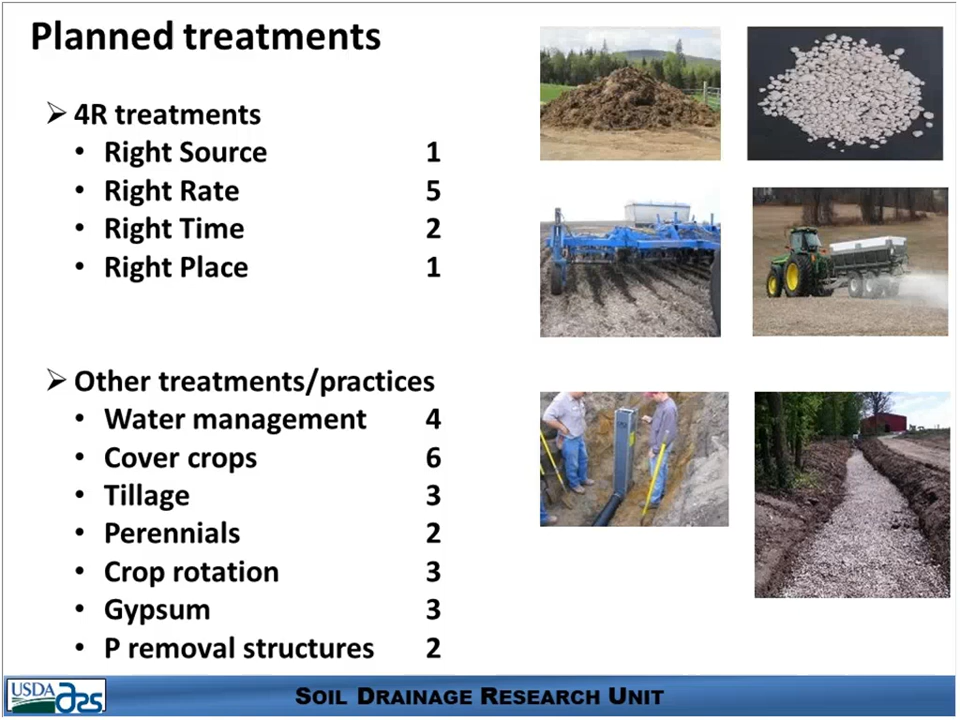 Planned treatments
➢ 4R treatments
• Right Source 1
• Right Rate 5
• Right Time 2
• Right Place 1
➢ Other treatments/practices
• Water management 4
• Cover crops 6
• Tillage 3
• Perennials 2
• Crop rotation 3
• Gypsum 3
• P removal structures 2
USDA ars
SOIL DRAINAGE RESEARCH UNIT